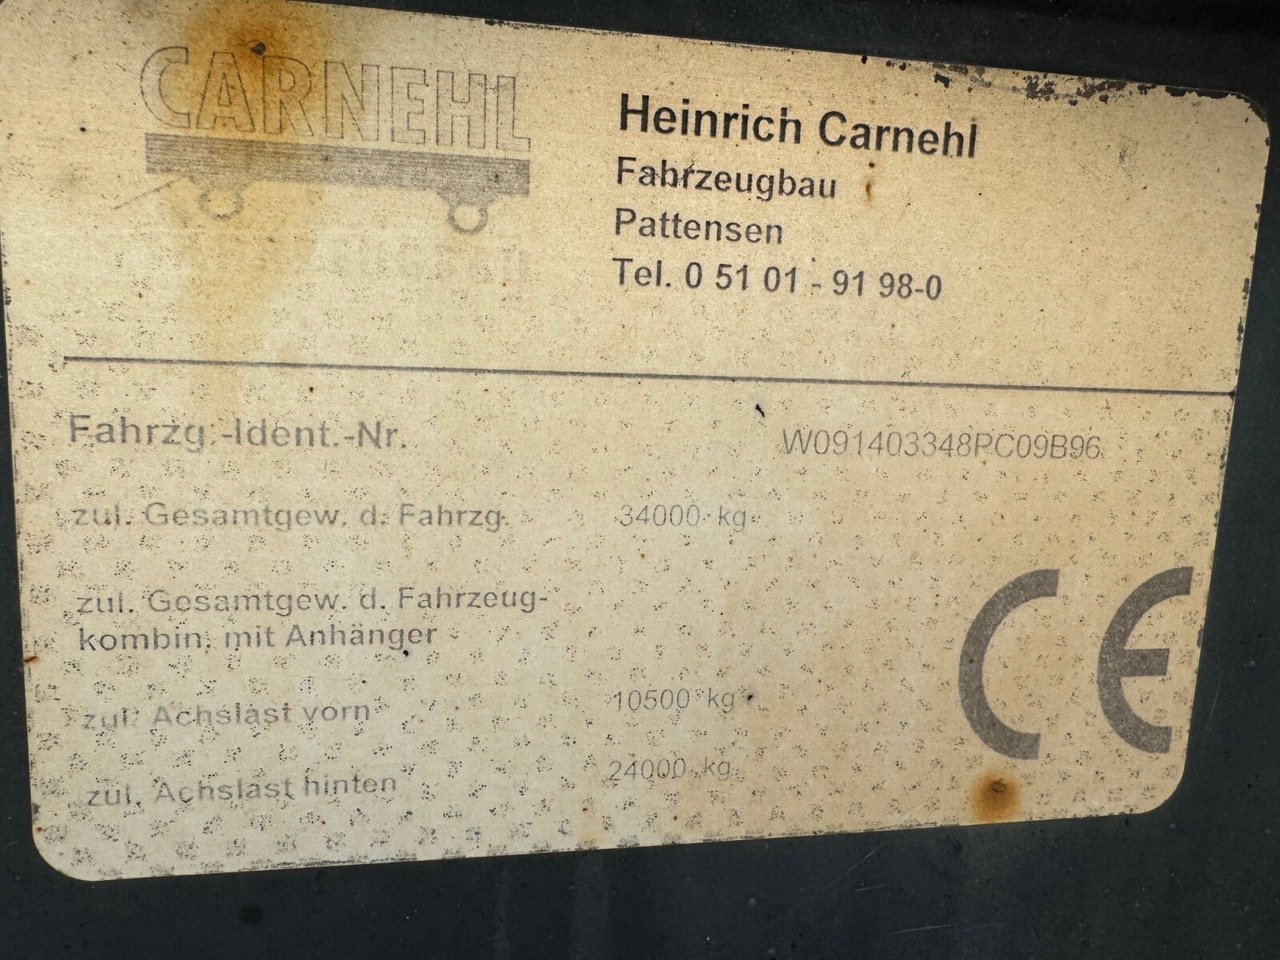 CARNEHL
Heinrich Carnehl
Fahrzeugbau
Pattensen
Tel. 0 51 01 - 91 98-0
Fahrzg.-Ident.-Nr. W091403348PC09B96
zul. Gesamtgew. d. Fahrzg. 34000 kg
zul. Gesamtgew. d. Fahrzeug-
kombin. mit Anhänger
zul. Achslast vorn 10500 kg
zul. Achslast hinten 24000 kg
CE